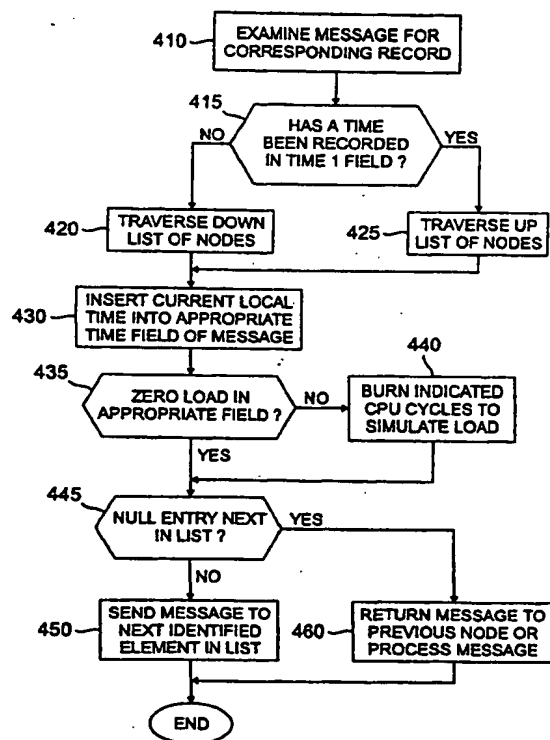 410
EXAMINE MESSAGE FOR
CORRESPONDING RECORD
415
HAS A TIME
BEEN RECORDED
IN TIME 1 FIELD ?
NO
YES
420
TRAVERSE DOWN
LIST OF NODES
425
TRAVERSE UP
LIST OF NODES
430
INSERT CURRENT LOCAL
TIME INTO APPROPRIATE
TIME FIELD OF MESSAGE
435
ZERO LOAD IN
APPROPRIATE FIELD ?
NO
YES
440
BURN INDICATED
CPU CYCLES TO
SIMULATE LOAD
445
NULL ENTRY NEXT
IN LIST ?
YES
NO
450
SEND MESSAGE TO
NEXT IDENTIFIED
ELEMENT IN LIST
460
RETURN MESSAGE TO
PREVIOUS NODE OR
PROCESS MESSAGE
END